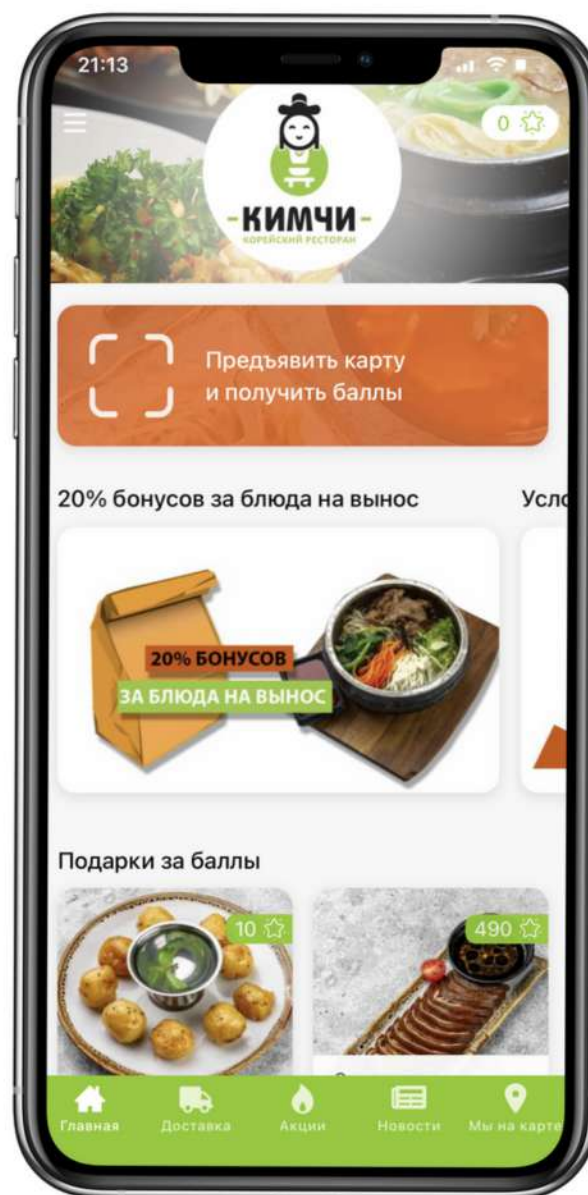 21:13
0
-КИМЧИ-
КОРЕЙСКИЙ РЕСТОРАН
Предъявить карту
и получить баллы
20% бонусов за блюда на вынос
Усло
20% БОНУСОВ
ЗА БЛЮДА НА ВЫНОС
Подарки за баллы
10
490
Главная
Доставка
Акции
Новости
Мы на карте